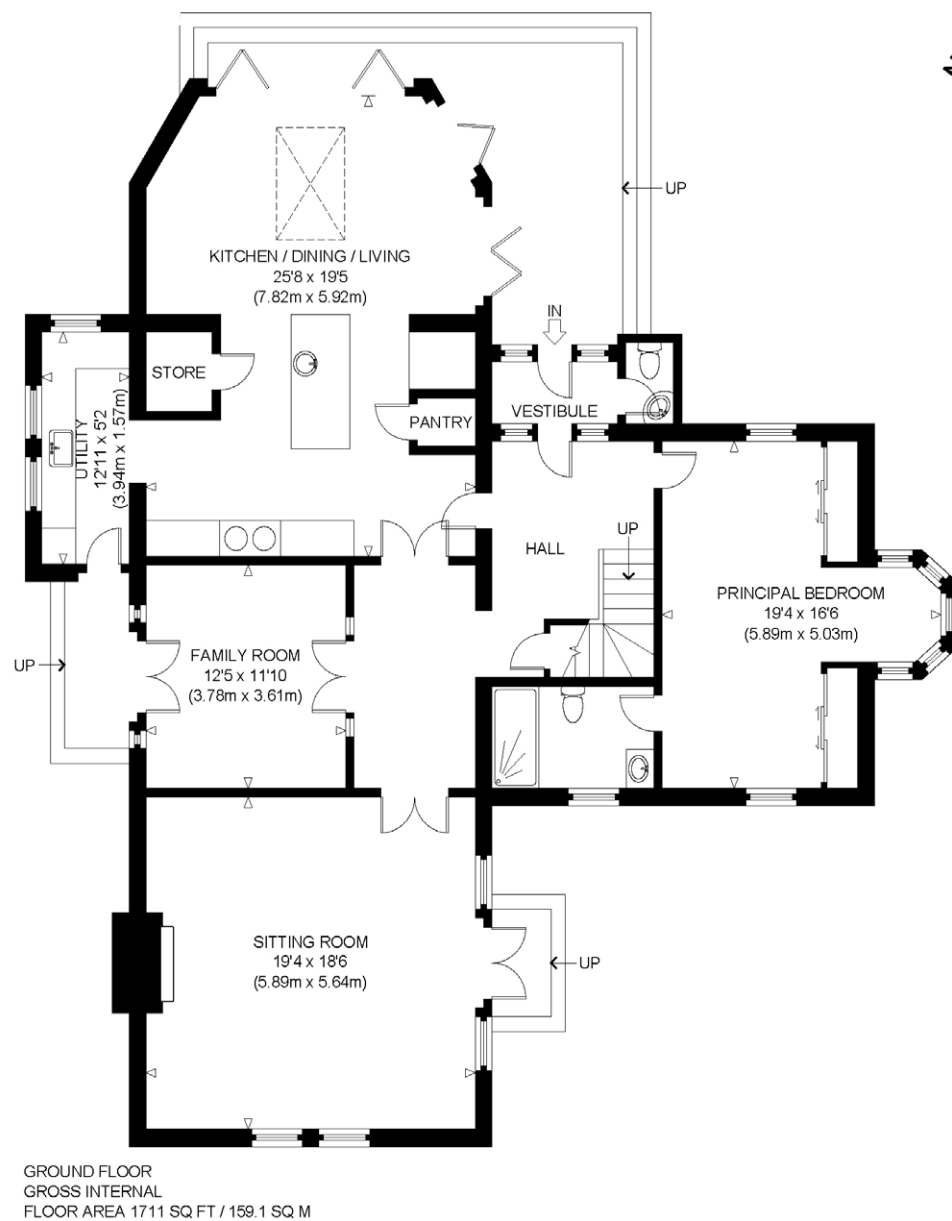 UP
KITCHEN / DINING / LIVING
25'8 x 19'5
(7.82m x 5.92m)
IN
STORE
VESTIBULE
PANTRY
UTILITY
12'11 x 5'2
(3.94m x 1.57m)
UP
HALL
PRINCIPAL BEDROOM
19'4 x 16'6
(5.89m x 5.03m)
FAMILY ROOM
12'5 x 11'10
(3.78m x 3.61m)
UP
SITTING ROOM
19'4 x 18'6
(5.89m x 5.64m)
UP
GROUND FLOOR
GROSS INTERNAL
FLOOR AREA 1711 SQ FT / 159.1 SQ M